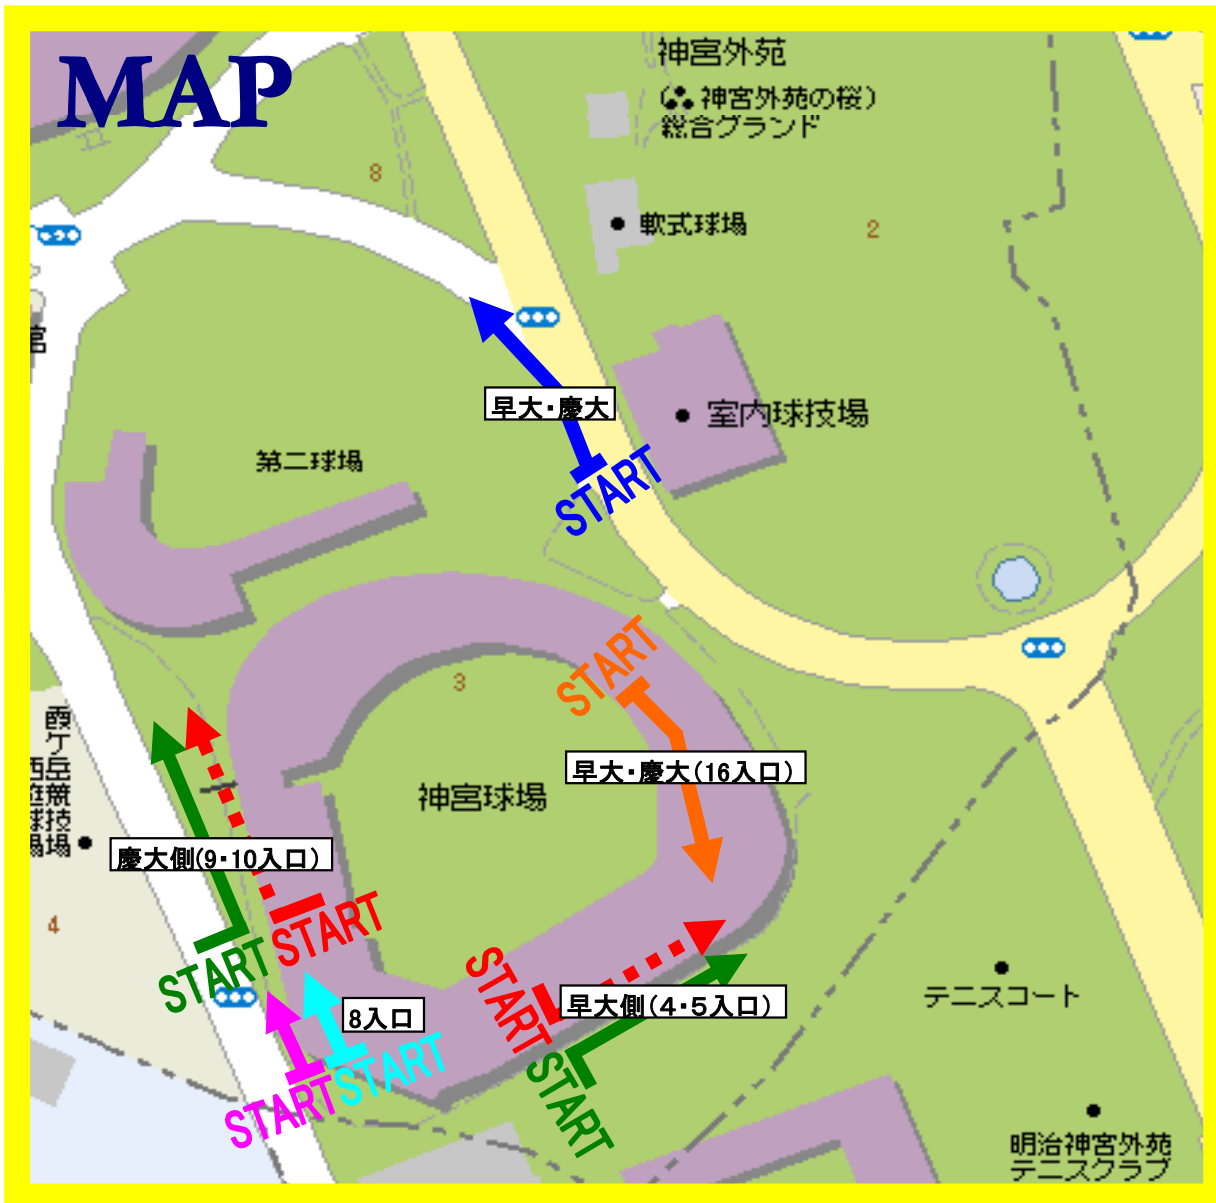 MAP
神宮外苑
(神宮外苑の桜)
総合グランド
8
軟式球場
2
宮
早大・慶大
室内球技場
START
第二球場
START
3
早大・慶大(16入口)
霞ケ岳競技場
西庭球場
神宮球場
慶大側(9・10入口)
4
START
START
START
早大側(4・5入口)
8入口
テニスコート
START
START
START
明治神宮外苑
テニスクラブ